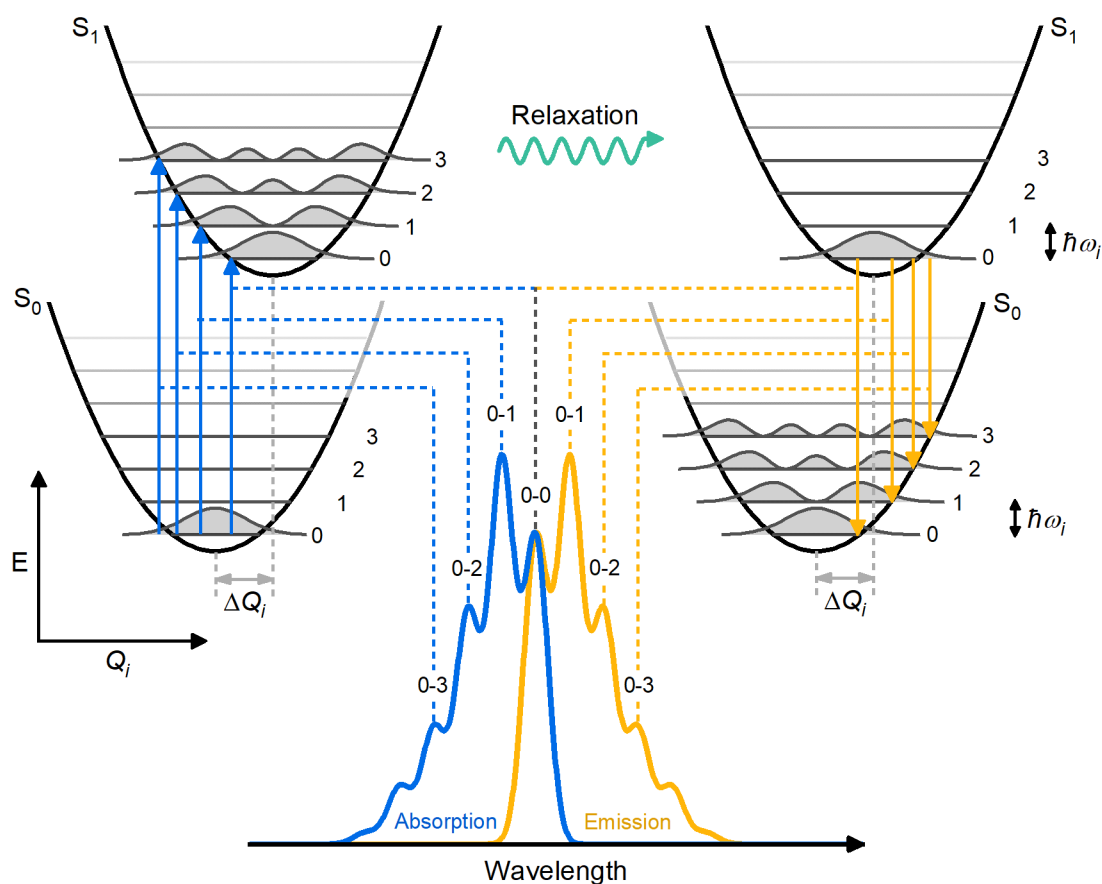 S₁
S₁
Relaxation
3
2
1
0
3
2
1
0
ħωᵢ
S₀
S₀
3
2
1
0
3
2
1
0
ħωᵢ
0-1
0-1
0-0
0-2
0-2
0-3
0-3
ΔQᵢ
ΔQᵢ
E
Qᵢ
Absorption
Emission
Wavelength